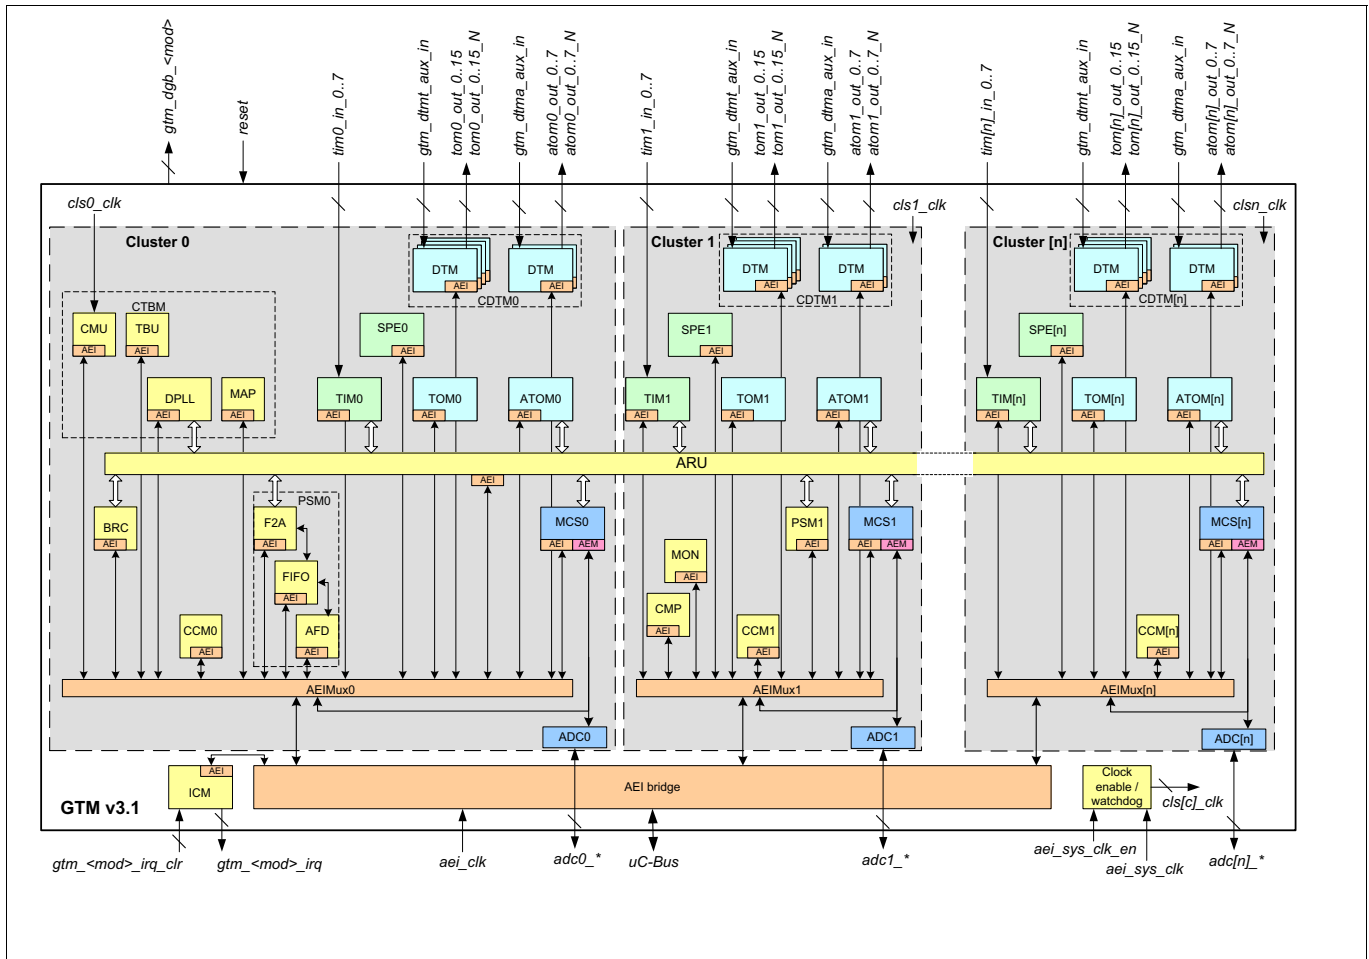 gtm_dgb_<mod>
reset
tim0_in_0..7
gtm_dtmt_aux_in
tom0_out_0..15
tom0_out_0..15_N
gtm_dtma_aux_in
atom0_out_0..7
atom0_out_0..7_N
tim1_in_0..7
gtm_dtmt_aux_in
tom1_out_0..15
tom1_out_0..15_N
gtm_dtma_aux_in
atom1_out_0..7
atom1_out_0..7_N
tim[n]_in_0..7
gtm_dtmt_aux_in
tom[n]_out_0..15
tom[n]_out_0..15_N
gtm_dtma_aux_in
atom[n]_out_0..7
atom[n]_out_0..7_N
cls0_clk
cls1_clk
clsn_clk
Cluster 0
Cluster 1
Cluster [n]
DTM
AEI
DTM
AEI
CDTM0
DTM
AEI
DTM
AEI
CDTM1
DTM
AEI
DTM
AEI
CDTM[n]
CTBM
CMU
AEI
TBU
AEI
SPE0
AEI
SPE1
AEI
SPE[n]
AEI
DPLL
AEI
MAP
AEI
TIM0
AEI
TOM0
AEI
ATOM0
AEI
TIM1
AEI
TOM1
AEI
ATOM1
AEI
TIM[n]
AEI
TOM[n]
AEI
ATOM[n]
AEI
ARU
AEI
BRC
AEI
PSM0
F2A
AEI
FIFO
AEI
AFD
AEI
CCM0
AEI
MCS0
AEI
AEM
MON
AEI
CMP
AEI
CCM1
AEI
PSM1
AEI
MCS1
AEI
AEM
CCM[n]
AEI
MCS[n]
AEI
AEM
AEIMux0
AEIMux1
AEIMux[n]
ADC0
ADC1
ADC[n]
AEI
ICM
AEI bridge
Clock
enable /
watchdog
cls[c]_clk
GTM v3.1
gtm_<mod>_irq_clr
gtm_<mod>_irq
aei_clk
adc0_*
uC-Bus
adc1_*
aei_sys_clk_en
aei_sys_clk
adc[n]_*